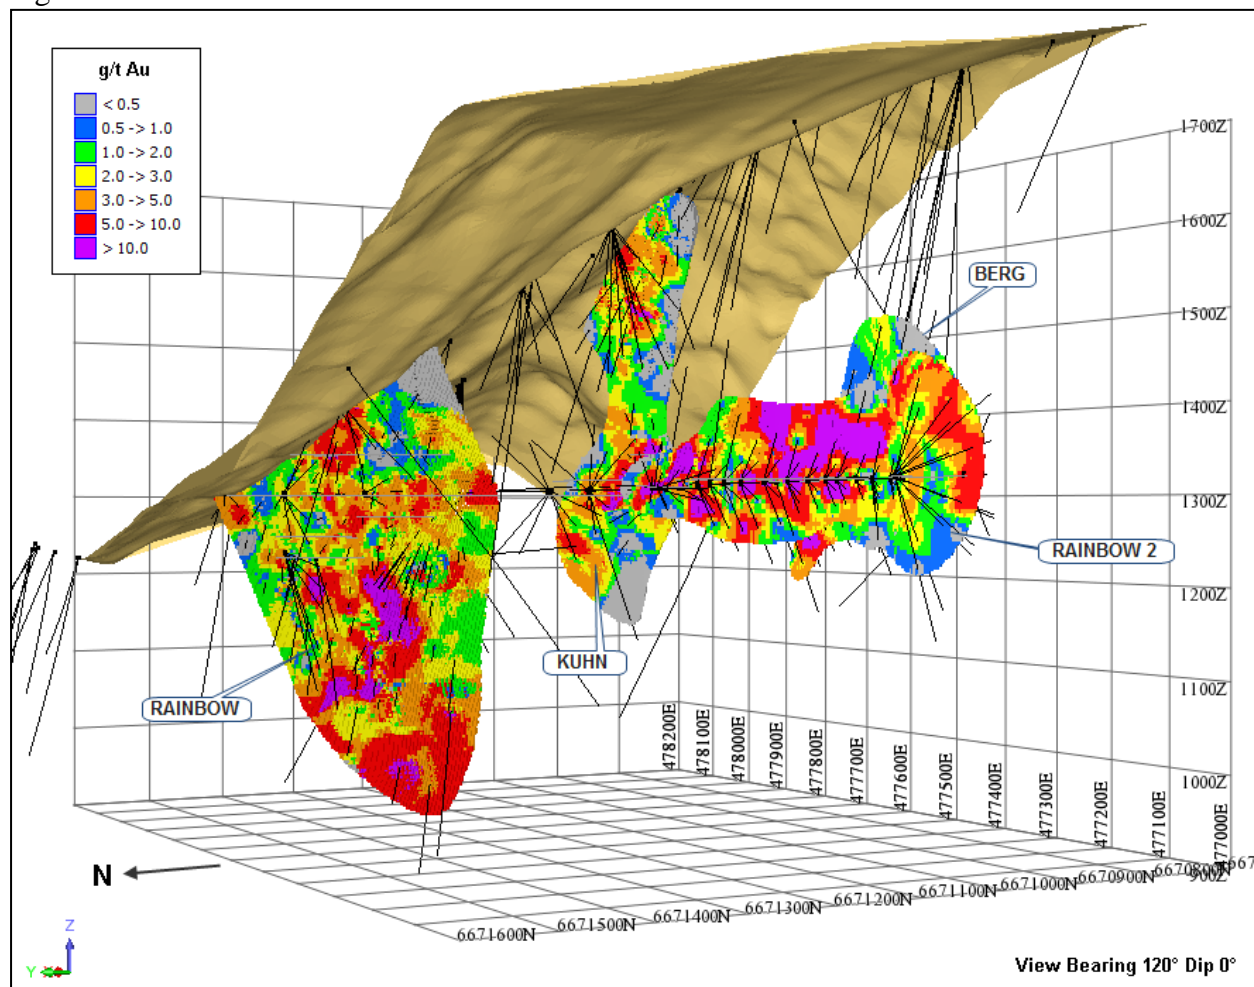 g/t Au
< 0.5
0.5 -> 1.0
1.0 -> 2.0
2.0 -> 3.0
3.0 -> 5.0
5.0 -> 10.0
> 10.0
1700Z
1600Z
BERG
1500Z
1400Z
1300Z
RAINBOW 2
1200Z
KUHN
1100Z
RAINBOW
1000Z
900Z
478200E
478100E
478000E
477900E
477800E
477700E
477600E
477500E
477400E
477300E
477200E
477100E
477000E
N
6671600N
6671500N
6671400N
6671300N
6671200N
6671100N
6671000N
6670900N
6670800N
667
Z
Y
View Bearing 120° Dip 0°